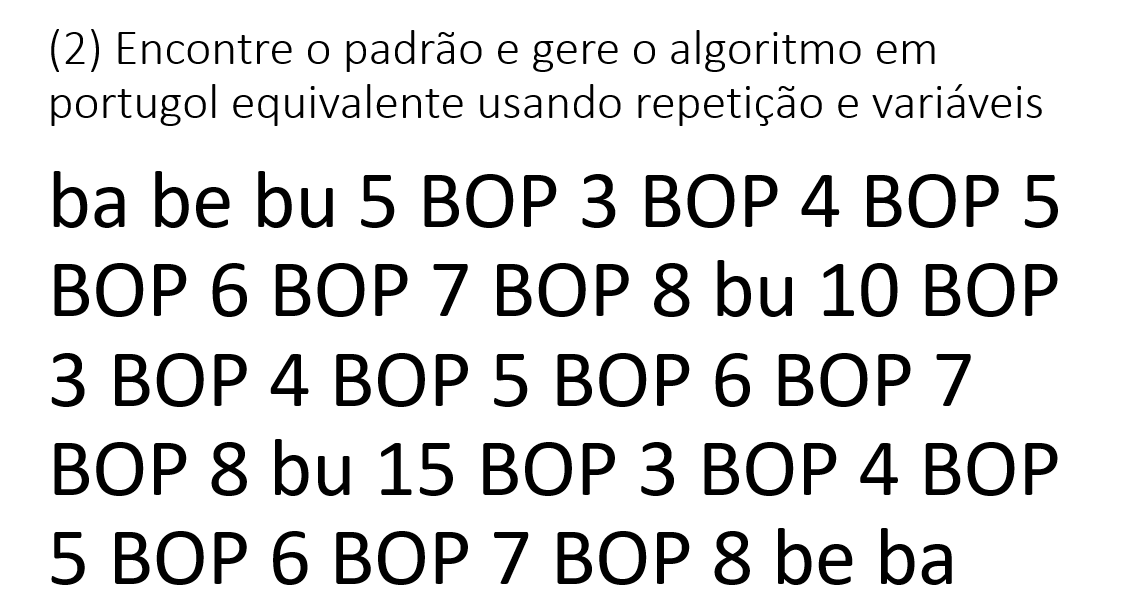 (2) Encontre o padrão e gere o algoritmo em
portugol equivalente usando repetição e variáveis
ba be bu 5 BOP 3 BOP 4 BOP 5
BOP 6 BOP 7 BOP 8 bu 10 BOP
3 BOP 4 BOP 5 BOP 6 BOP 7
BOP 8 bu 15 BOP 3 BOP 4 BOP
5 BOP 6 BOP 7 BOP 8 be ba